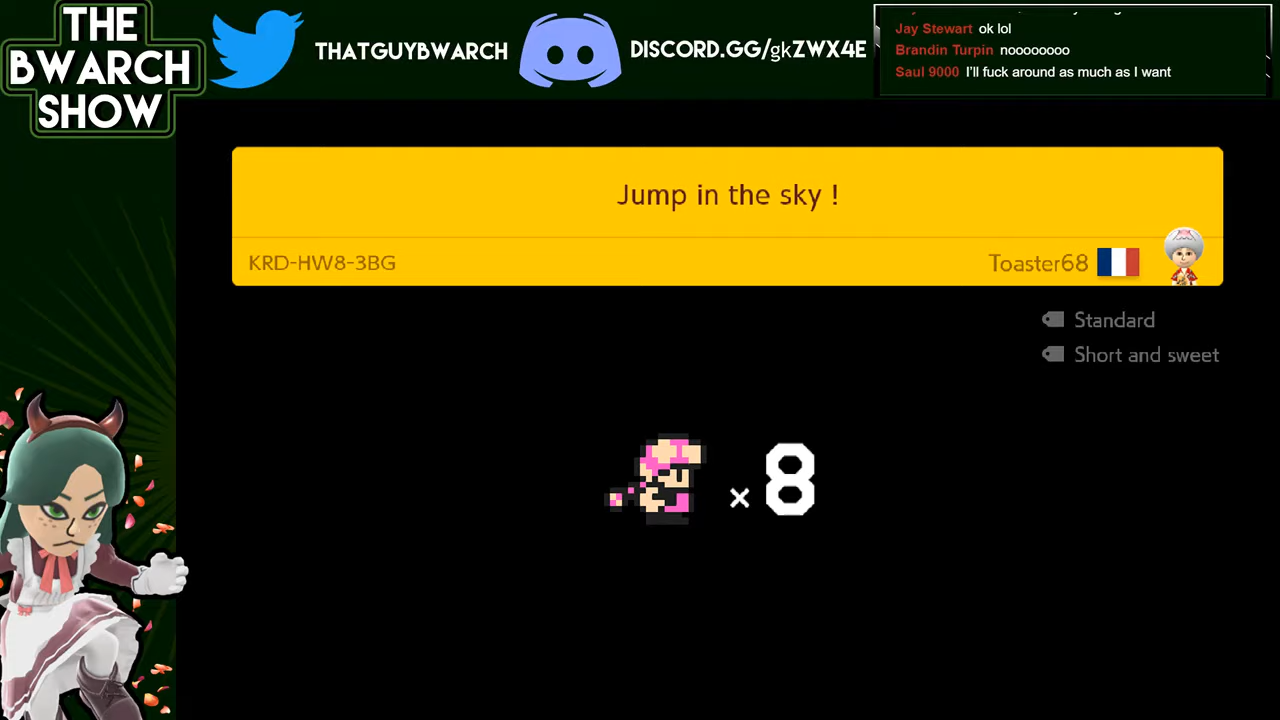 THE
BWARCH
SHOW
THATGUYBWARCH
DISCORD.GG/gkZWX4E
Jay Stewart ok lol
Brandin Turpin noooooooo
Saul 9000 I'll fuck around as much as I want
Jump in the sky !
KRD-HW8-3BG
Toaster68
Standard
Short and sweet
× 8